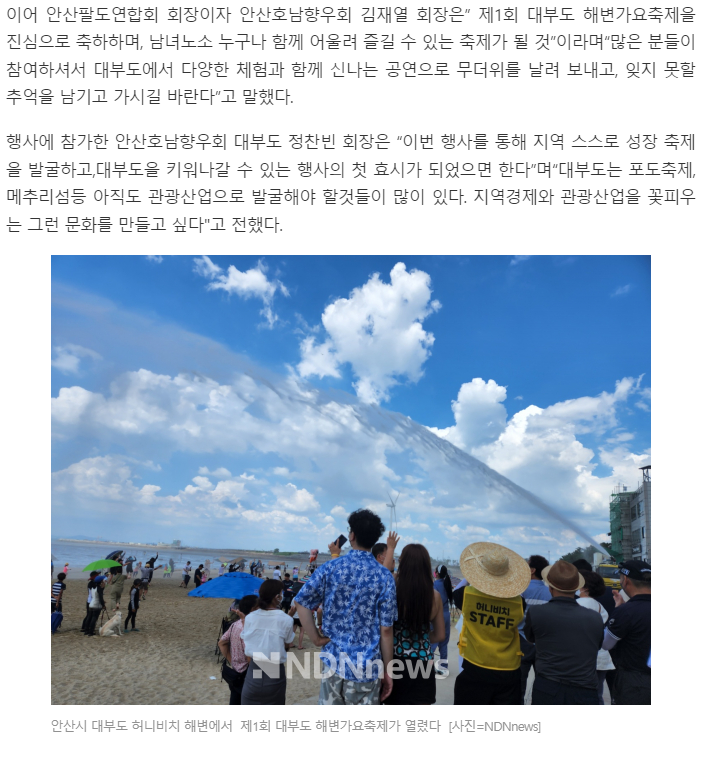 이어 안산팔도연합회 회장이자 안산호남향우회 김재열 회장은” 제1회 대부도 해변가요축제을
진심으로 축하하며, 남녀노소 누구나 함께 어울려 즐길 수 있는 축제가 될 것”이라며“많은 분들이
참여하셔서 대부도에서 다양한 체험과 함께 신나는 공연으로 무더위를 날려 보내고, 잊지 못할
추억을 남기고 가시길 바란다”고 말했다.
행사에 참가한 안산호남향우회 대부도 정찬빈 회장은 “이번 행사를 통해 지역 스스로 성장 축제
을 발굴하고,대부도을 키워나갈 수 있는 행사의 첫 효시가 되었으면 한다”며“대부도는 포도축제,
메추리섬등 아직도 관광산업으로 발굴해야 할것들이 많이 있다. 지역경제와 관광산업을 꽃피우
는 그런 문화를 만들고 싶다"고 전했다.
허니비치
STAFF
NDNnews
안산시 대부도 허니비치 해변에서 제1회 대부도 해변가요축제가 열렸다 [사진=NDNnews]